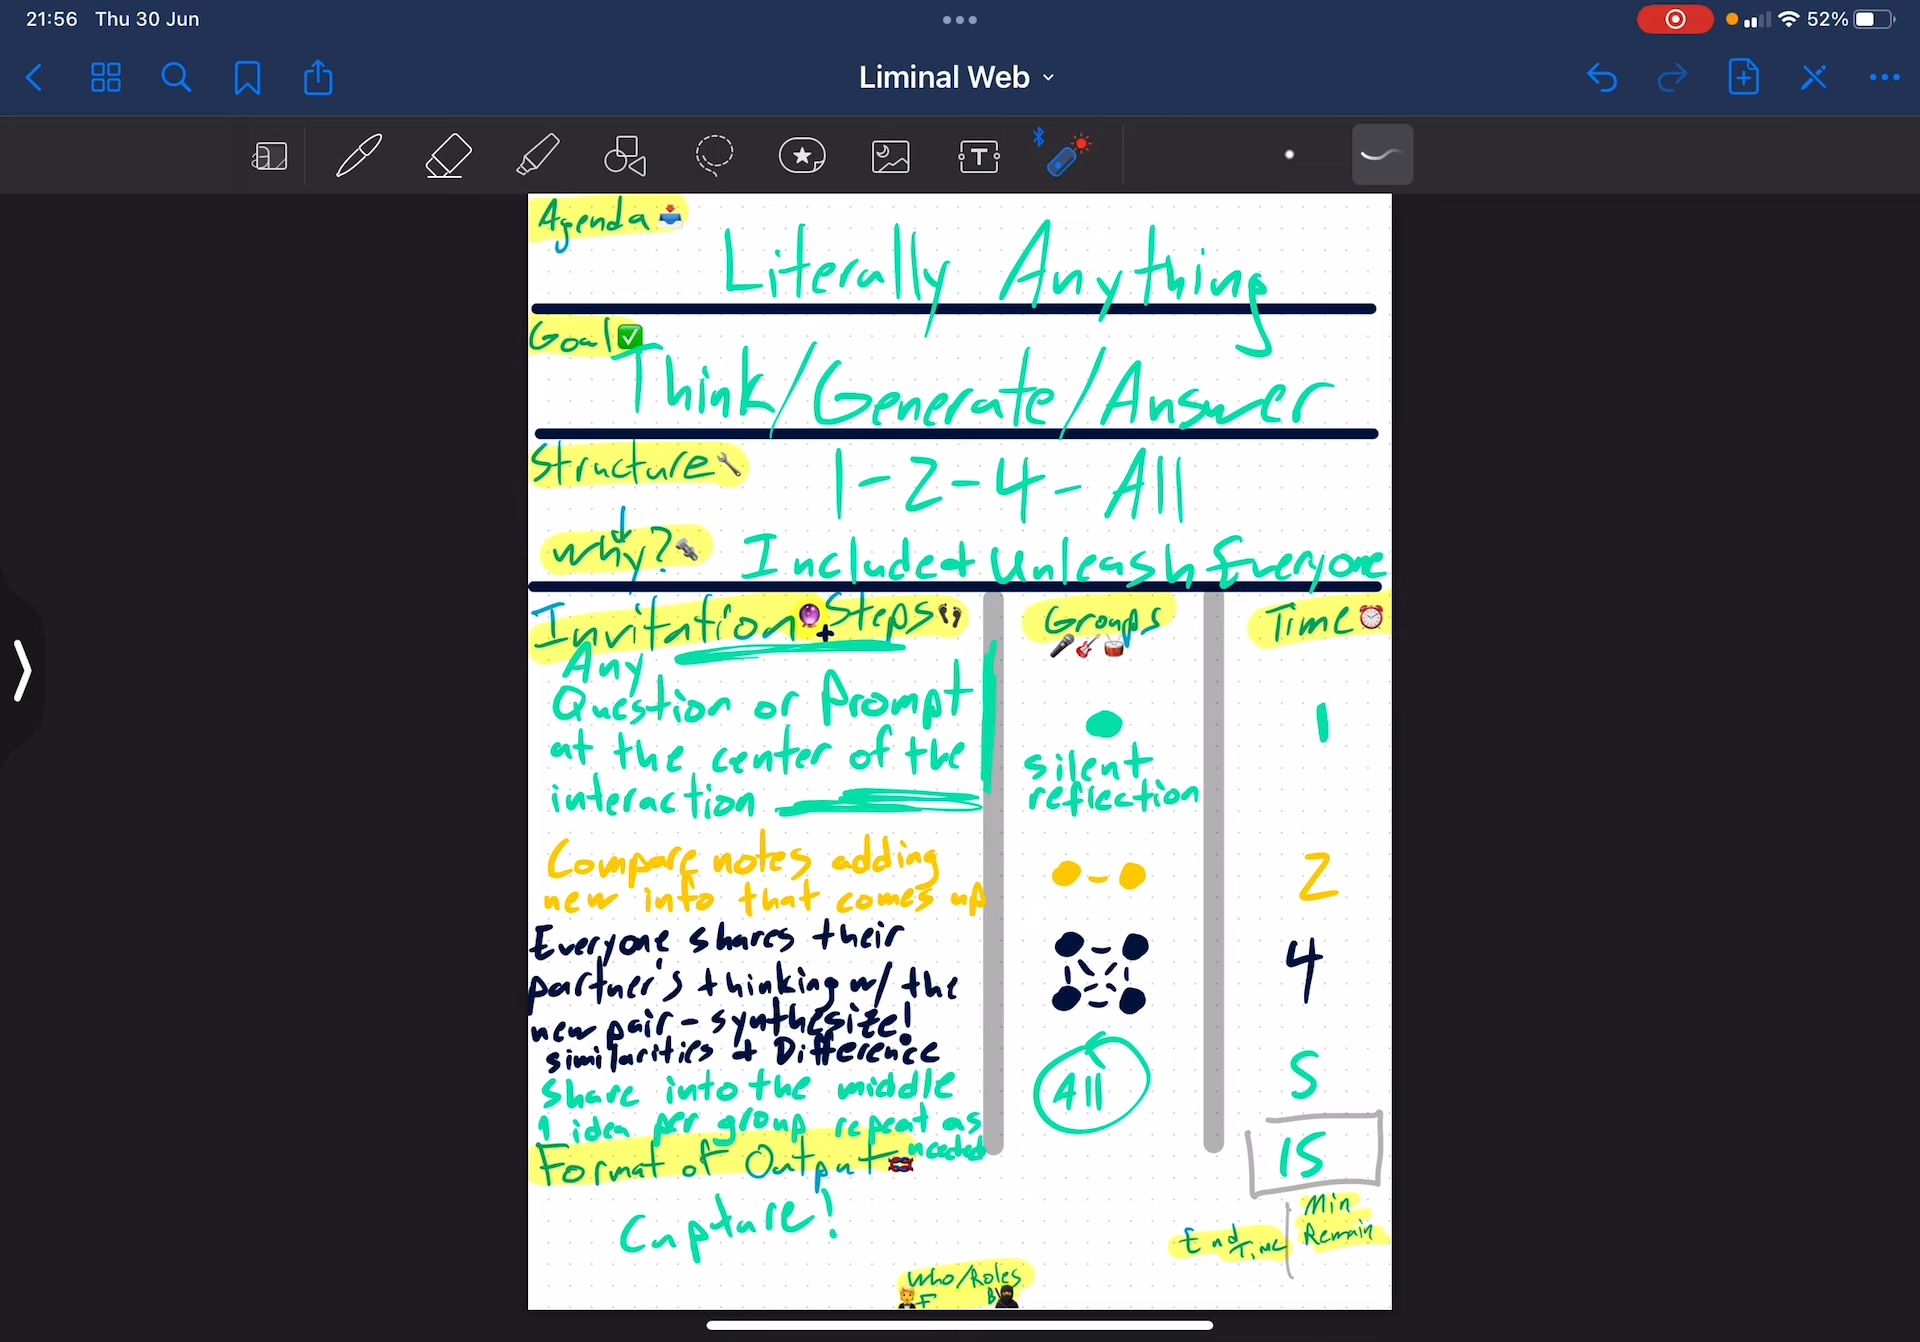 21:56 Thu 30 Jun
52%
Liminal Web
T
Agenda
Literally Anything
Goal
Think/Generate/Answer
Structure
1-2-4-All
why?
Include+Unleash Everyone
Invitation + Steps
Groups
Time
Any
Question or Prompt
at the center of the
interaction
silent
reflection
1
Compare notes adding
new info that comes up
2
Everyone shares their
partner's thinking w/ the
new pair - synthesize!
similarities + Difference
4
Share into the middle
1 idea per group repeat as
needed
All
5
15
Format of Output
Capture!
End Time
Min
Remain
Who/Roles
F B